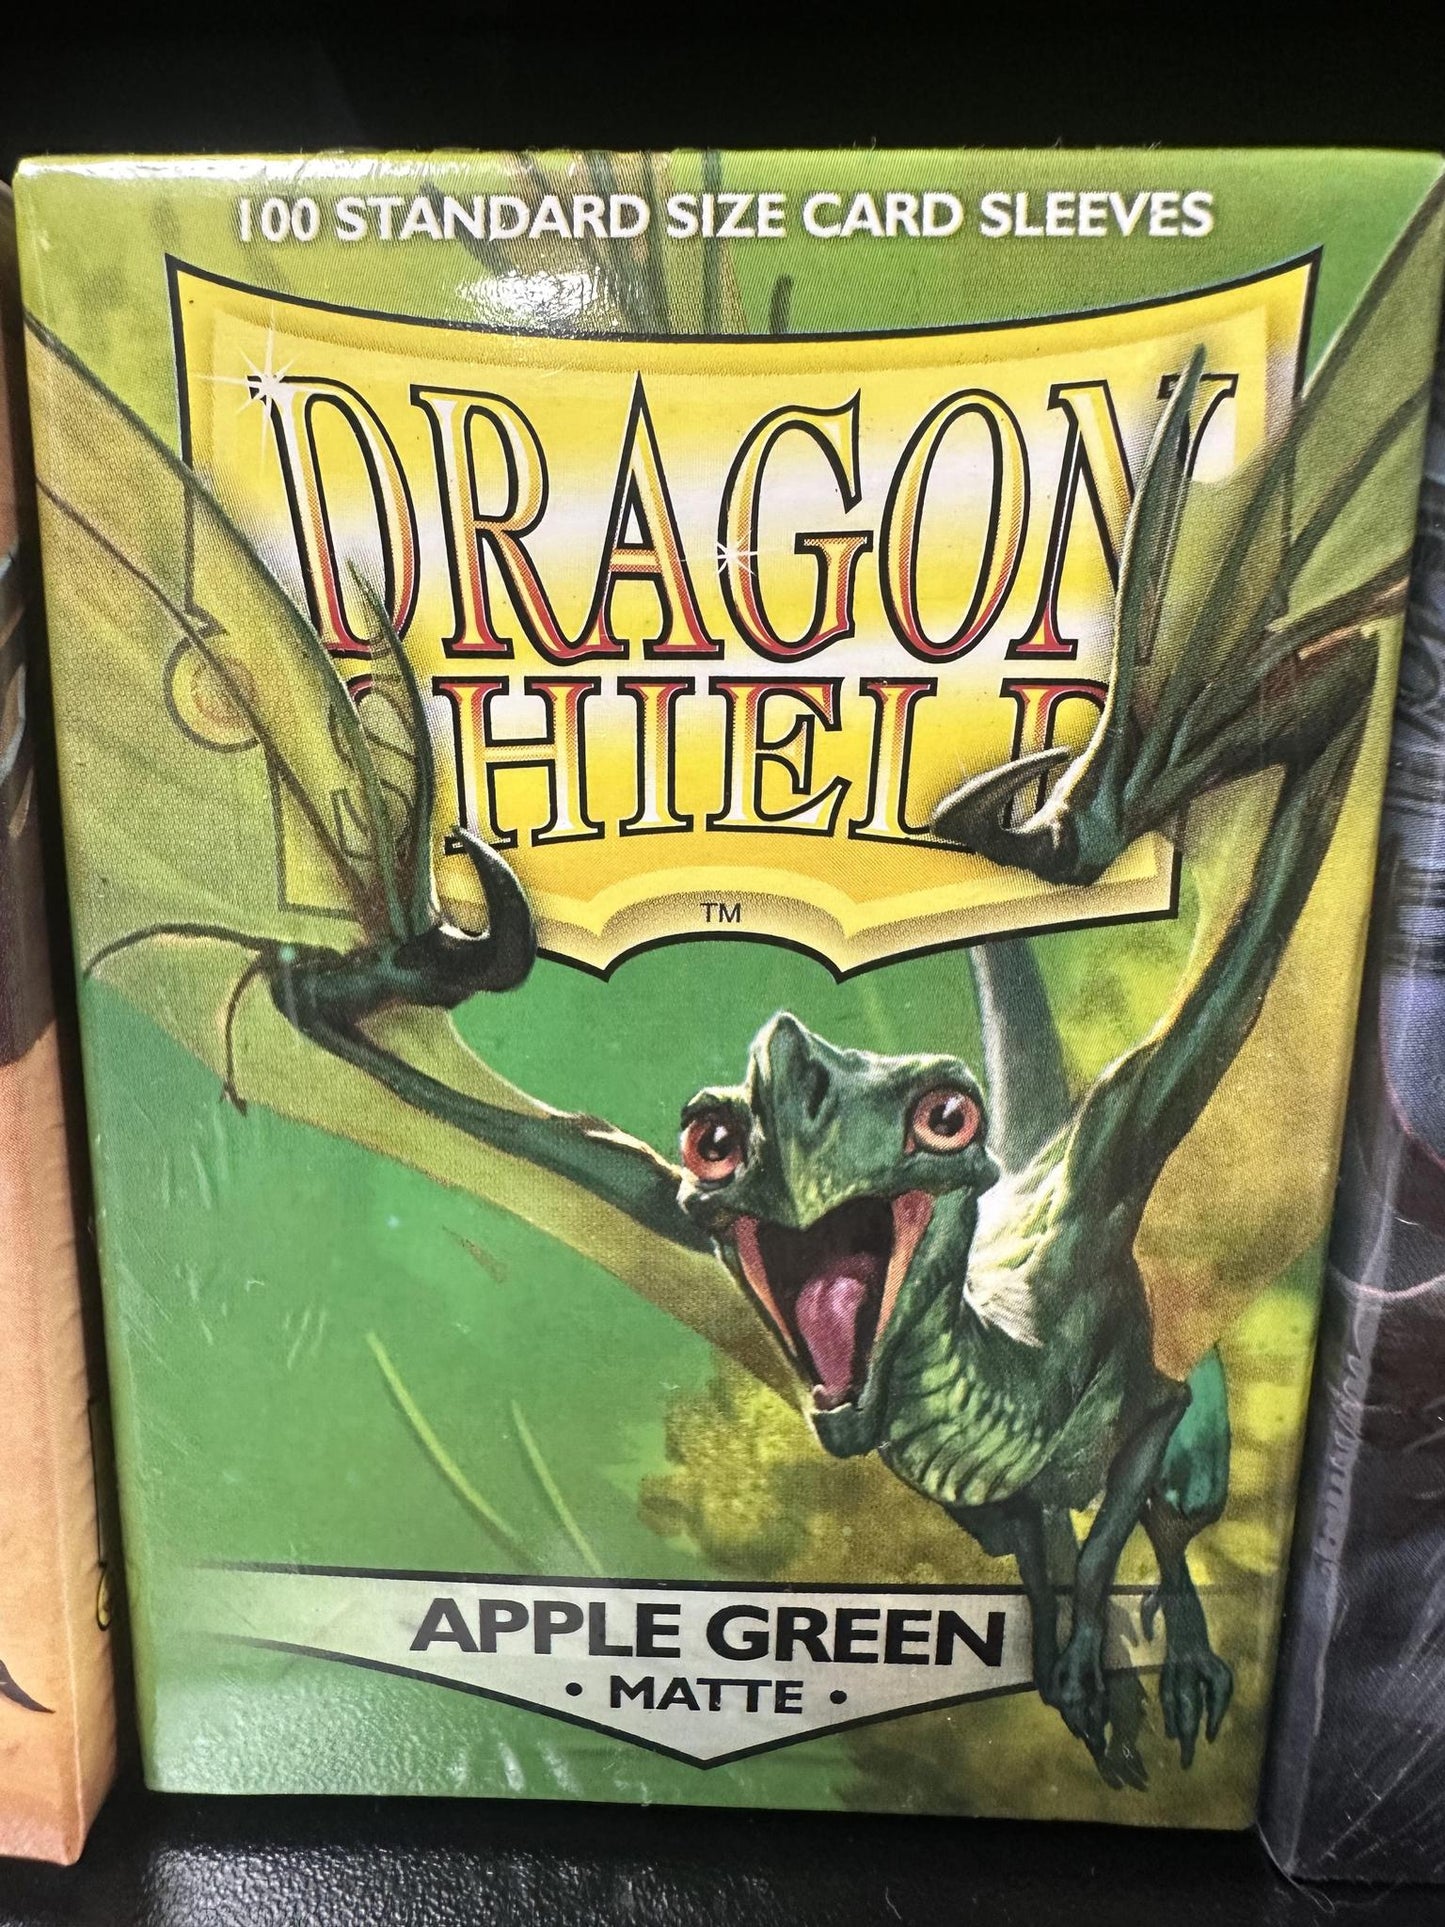 100 STANDARD SIZE CARD SLEEVES
DRAGON
SHIELD
TM
APPLE GREEN
• MATTE •